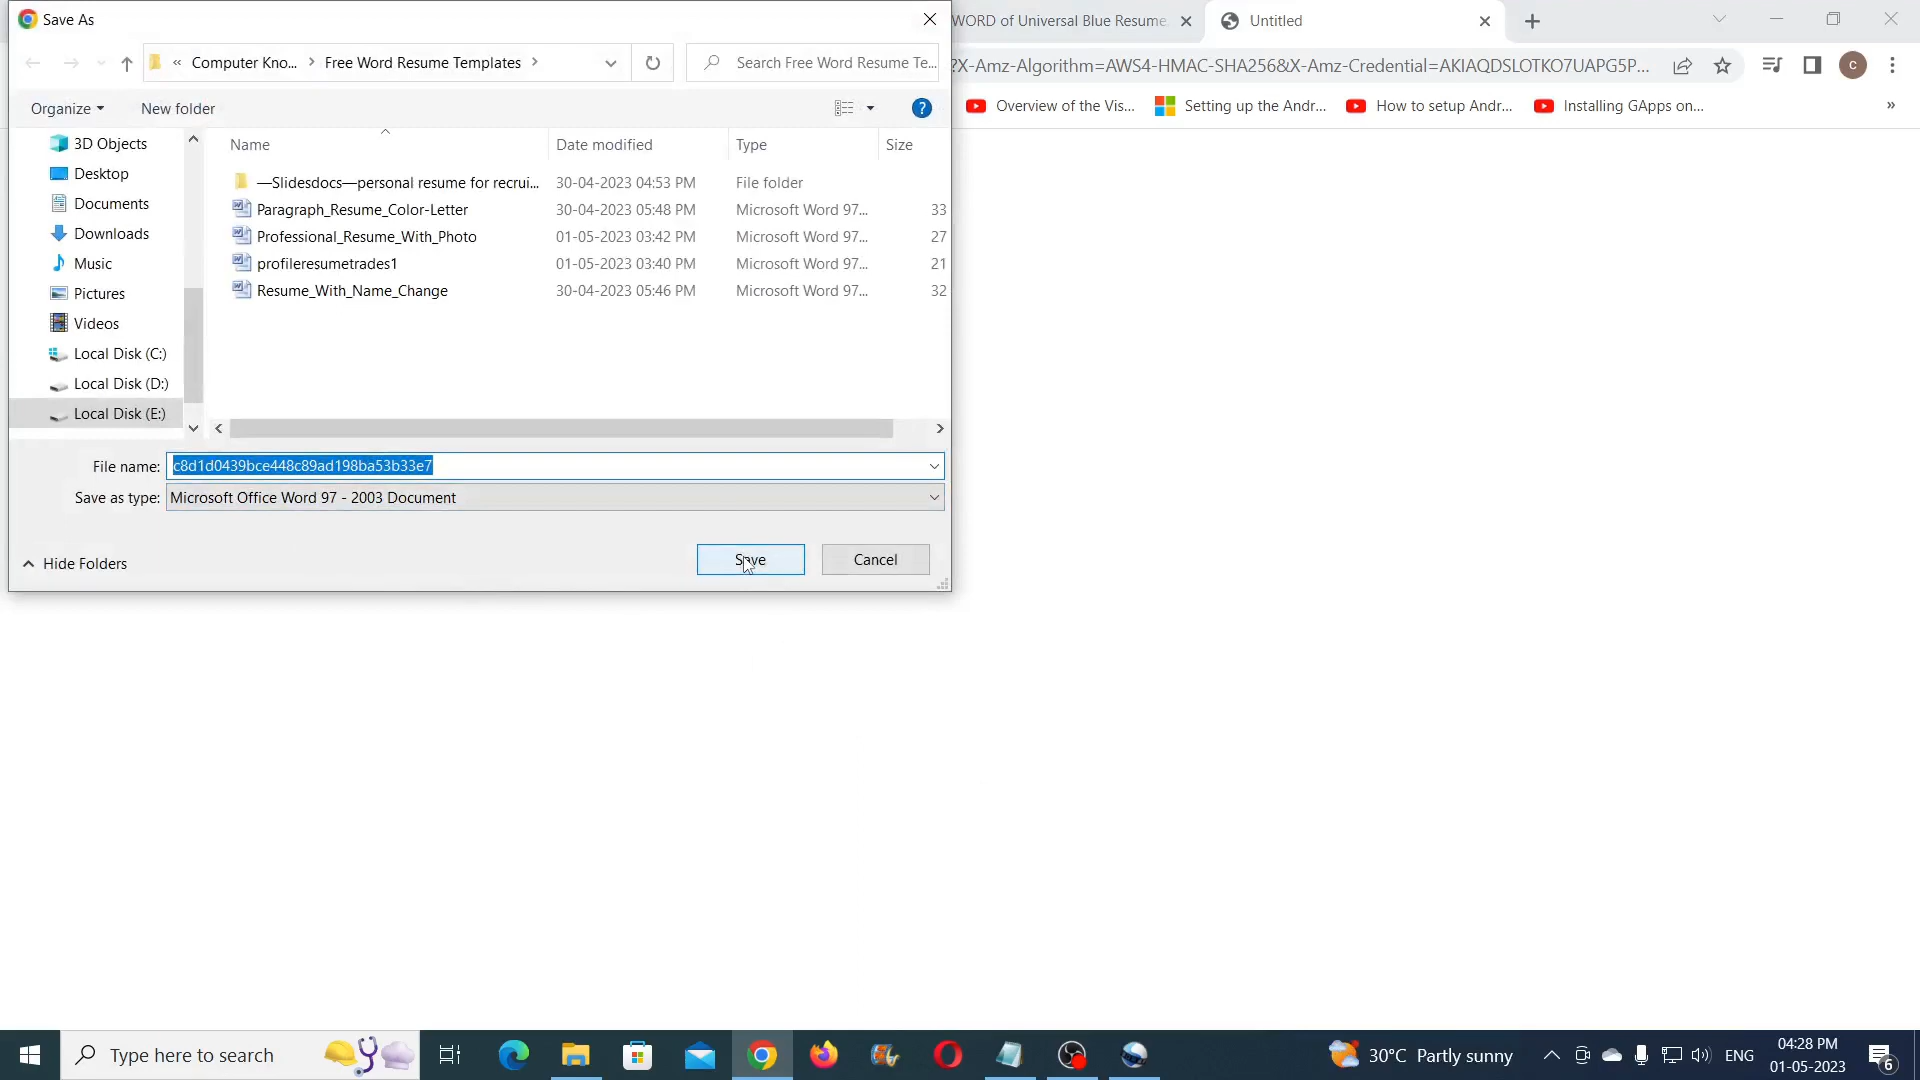 Save As
WORD of Universal Blue Resume.
Untitled
« Computer Kno... > Free Word Resume Templates >
Search Free Word Resume Te...
?X-Amz-Algorithm=AWS4-HMAC-SHA256&X-Amz-Credential=AKIAQDSLOTKO7UAPG5P...
C
Organize
New folder
?
Overview of the Vis...
Setting up the Andr...
How to setup Andr...
Installing GApps on...
»
Name
Date modified
Type
Size
3D Objects
Desktop
Documents
Downloads
Music
Pictures
Videos
Local Disk (C:)
Local Disk (D:)
Local Disk (E:)
—Slidesdocs—personal resume for recrui... 30-04-2023 04:53 PM File folder
Paragraph_Resume_Color-Letter 30-04-2023 05:48 PM Microsoft Word 97... 33
Professional_Resume_With_Photo 01-05-2023 03:42 PM Microsoft Word 97... 27
profileresumetrades1 01-05-2023 03:40 PM Microsoft Word 97... 21
Resume_With_Name_Change 30-04-2023 05:46 PM Microsoft Word 97... 32
File name: c8d1d0439bce448c89ad198ba53b33e7
Save as type: Microsoft Office Word 97 - 2003 Document
Hide Folders
Save
Cancel
Type here to search
30°C Partly sunny
ENG
04:28 PM
01-05-2023
6